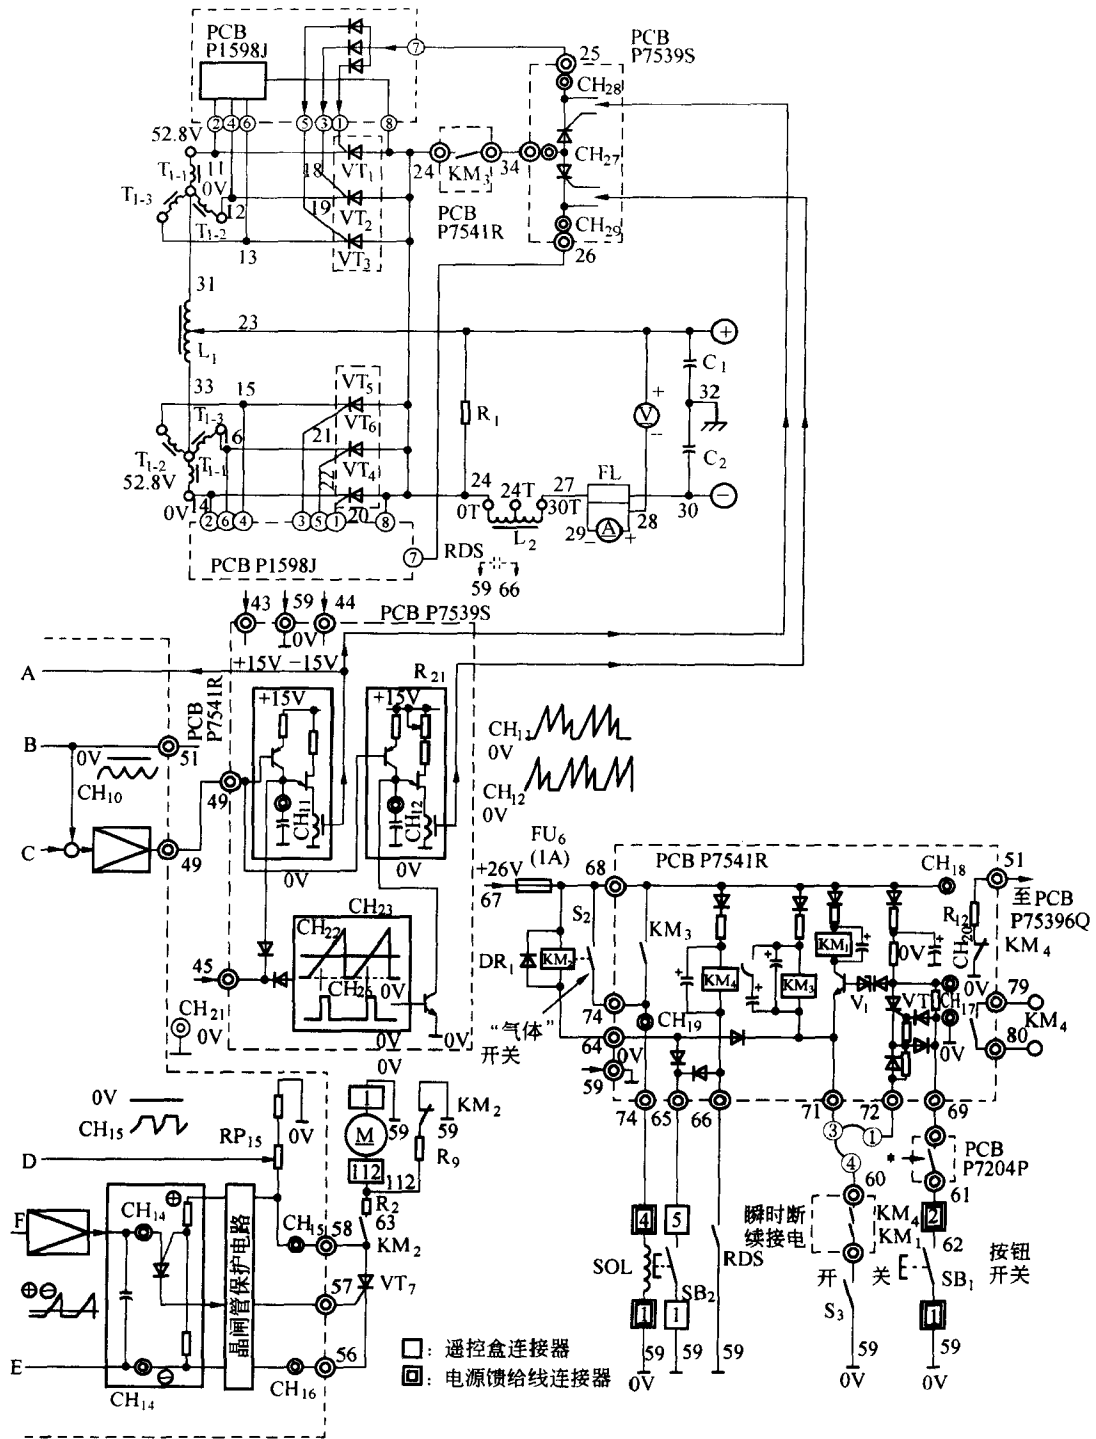 PCB
P1598J
⑦
② ④ ⑥ ⑤ ③ ① ⑧
52.8V
T₁₋₁
11
0V
T₁₋₃
T₁₋₂
12
13
18
19
VT₁
VT₂
VT₃
24
KM₃
34
PCB
P7541R
PCB
P7539S
25
CH₂₈
CH₂₇
CH₂₉
26
31
23
L₁
33
15
VT₅
VT₆
T₁₋₃
16
21
T₁₋₂
T₁₋₁
VT₄
22
52.8V
14
0V
20
② ⑥ ④ ③ ⑤ ① ⑧
PCB P1598J
⑦
R₁
C₁
+
V
--
32
C₂
+
−
24
24T
0T
30T
L₂
27
FL
A
29
−
+
28
30
RDS
59 66
43
59
44
PCB P7539S
0V
+15V −15V
A
PCB
P7541R
B
51
0V
CH₁₀
C
49
49
+15V
CH₁₁
0V
R₂₁
+15V
CH₁₂
0V
CH₁₁
0V
CH₁₂
0V
CH₂₃
CH₂₂
CH₂₆
0V
45
CH₂₁
0V
0V
0V
0V
FU₆
(1A)
+26V
67
68
PCB P7541R
CH₁₈
51
至PCB
P75396Q
S₂
KM₃
R₁₂
CH₂₀
KM₄
0V
DR₁
KM₂
KM₄
KM₃
KM₁
0V
V₁
VT
CH₁₇
0V
79
KM₄
80
“气体”
开关
74
CH₁₉
64
0V
59
74
65
66
71
72
69
③
①
④
60
*
PCB
P7204P
61
2
62
瞬时断
续接电
KM₄
KM₁
按钮
开关
开 关
S₃
SB₁
1
59
0V
59
0V
4
5
SOL
SB₂
RDS
1
1
59
59
59
0V
0V
CH₁₅
RP₁₅
0V
D
1
M
112
112
59
KM₂
59
R₉
R₂
63
KM₂
F
CH₁₄
⊕
CH₁₅
58
VT₇
57
⊕⊖
晶闸管保护电路
E
CH₁₄
⊖
CH₁₆
56
□：遥控盒连接器
回：电源馈给线连接器